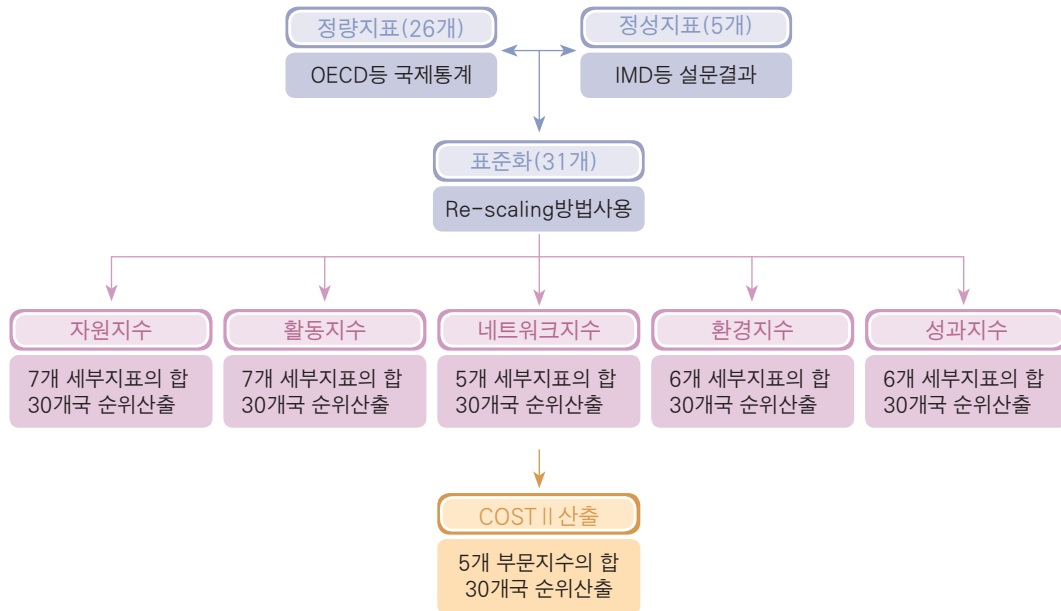 정량지표(26개)
OECD등 국제통계
정성지표(5개)
IMD등 설문결과
표준화(31개)
Re-scaling방법사용
자원지수
7개 세부지표의 합
30개국 순위산출
활동지수
7개 세부지표의 합
30개국 순위산출
네트워크지수
5개 세부지표의 합
30개국 순위산출
환경지수
6개 세부지표의 합
30개국 순위산출
성과지수
6개 세부지표의 합
30개국 순위산출
COSTⅡ산출
5개 부문지수의 합
30개국 순위산출